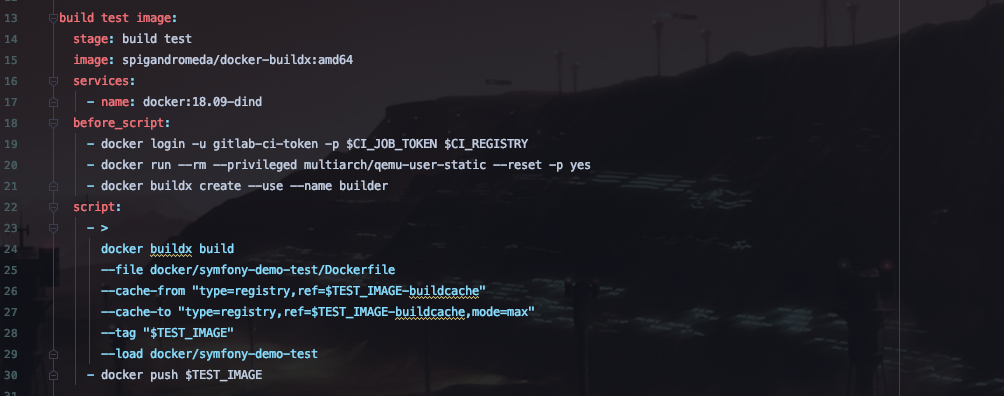 13 build test image:
14 stage: build test
15 image: spigandromeda/docker-buildx:amd64
16 services:
17 - name: docker:18.09-dind
18 before_script:
19 - docker login -u gitlab-ci-token -p $CI_JOB_TOKEN $CI_REGISTRY
20 - docker run --rm --privileged multiarch/qemu-user-static --reset -p yes
21 - docker buildx create --use --name builder
22 script:
23 - >
24 docker buildx build
25 --file docker/symfony-demo-test/Dockerfile
26 --cache-from "type=registry,ref=$TEST_IMAGE-buildcache"
27 --cache-to "type=registry,ref=$TEST_IMAGE-buildcache,mode=max"
28 --tag "$TEST_IMAGE"
29 --load docker/symfony-demo-test
30 - docker push $TEST_IMAGE